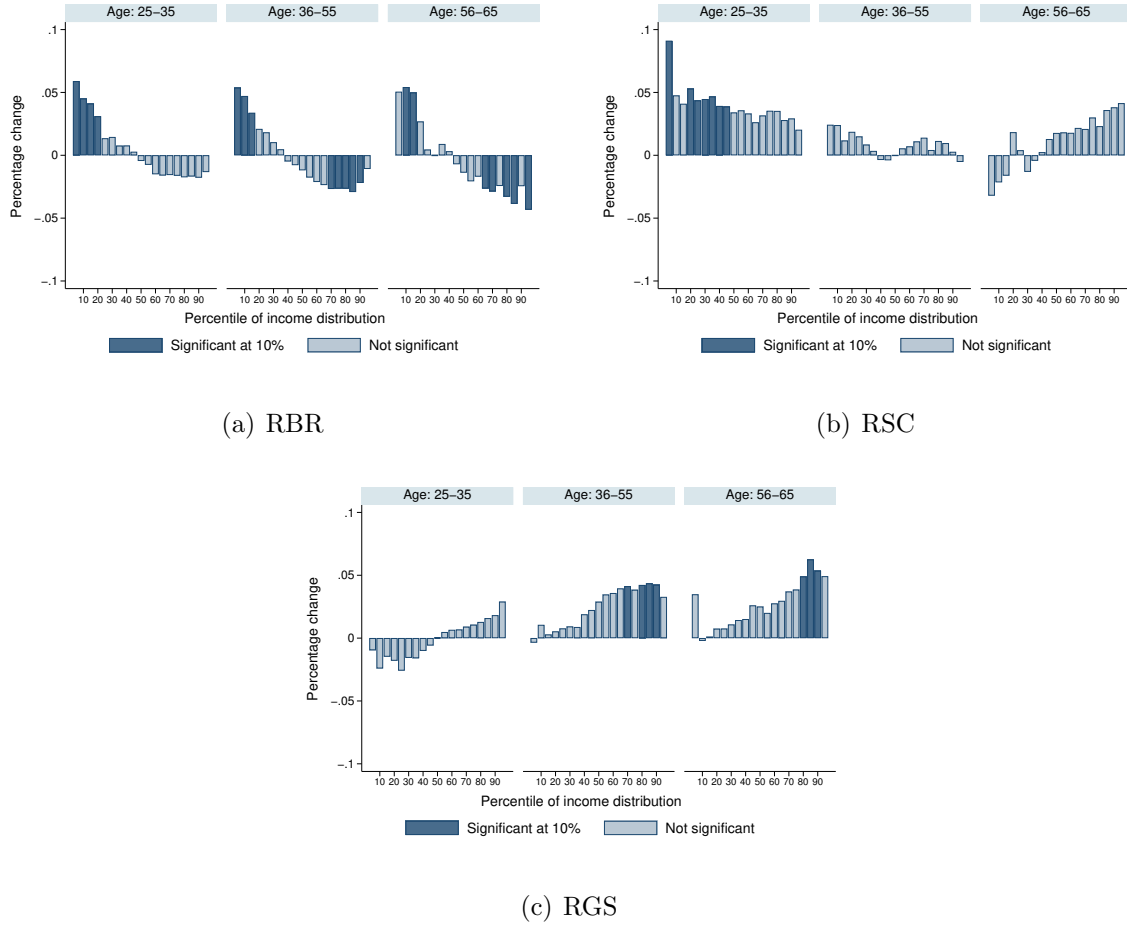 Age: 25−35 Age: 36−55 Age: 56−65
.1
.05
0
−.05
−.1
Percentage change
10 20 30 40 50 60 70 80 90 10 20 30 40 50 60 70 80 90 10 20 30 40 50 60 70 80 90
Percentile of income distribution
Significant at 10% Not significant
(a) RBR
Age: 25−35 Age: 36−55 Age: 56−65
.1
.05
0
−.05
−.1
Percentage change
10 20 30 40 50 60 70 80 90 10 20 30 40 50 60 70 80 90 10 20 30 40 50 60 70 80 90
Percentile of income distribution
Significant at 10% Not significant
(b) RSC
Age: 25−35 Age: 36−55 Age: 56−65
.1
.05
0
−.05
−.1
Percentage change
10 20 30 40 50 60 70 80 90 10 20 30 40 50 60 70 80 90 10 20 30 40 50 60 70 80 90
Percentile of income distribution
Significant at 10% Not significant
(c) RGS